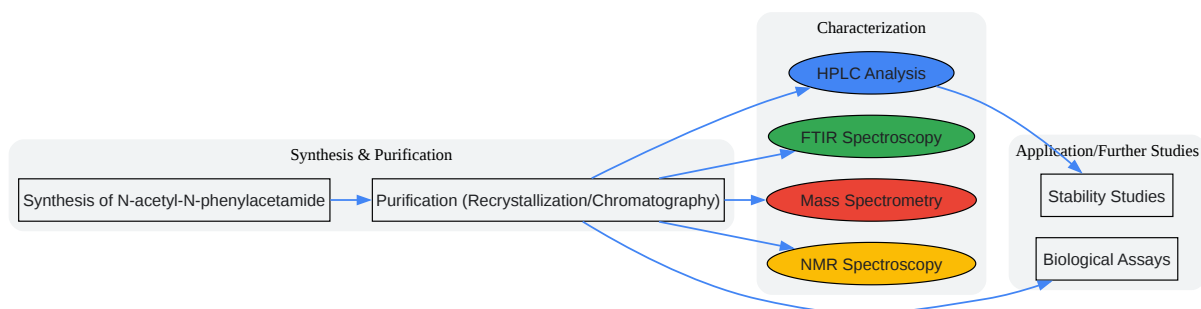 Characterization
HPLC Analysis
FTIR Spectroscopy
Synthesis & Purification
Application/Further Studies
Synthesis of N-acetyl-N-phenylacetamide
Purification (Recrystallization/Chromatography)
Mass Spectrometry
Stability Studies
NMR Spectroscopy
Biological Assays